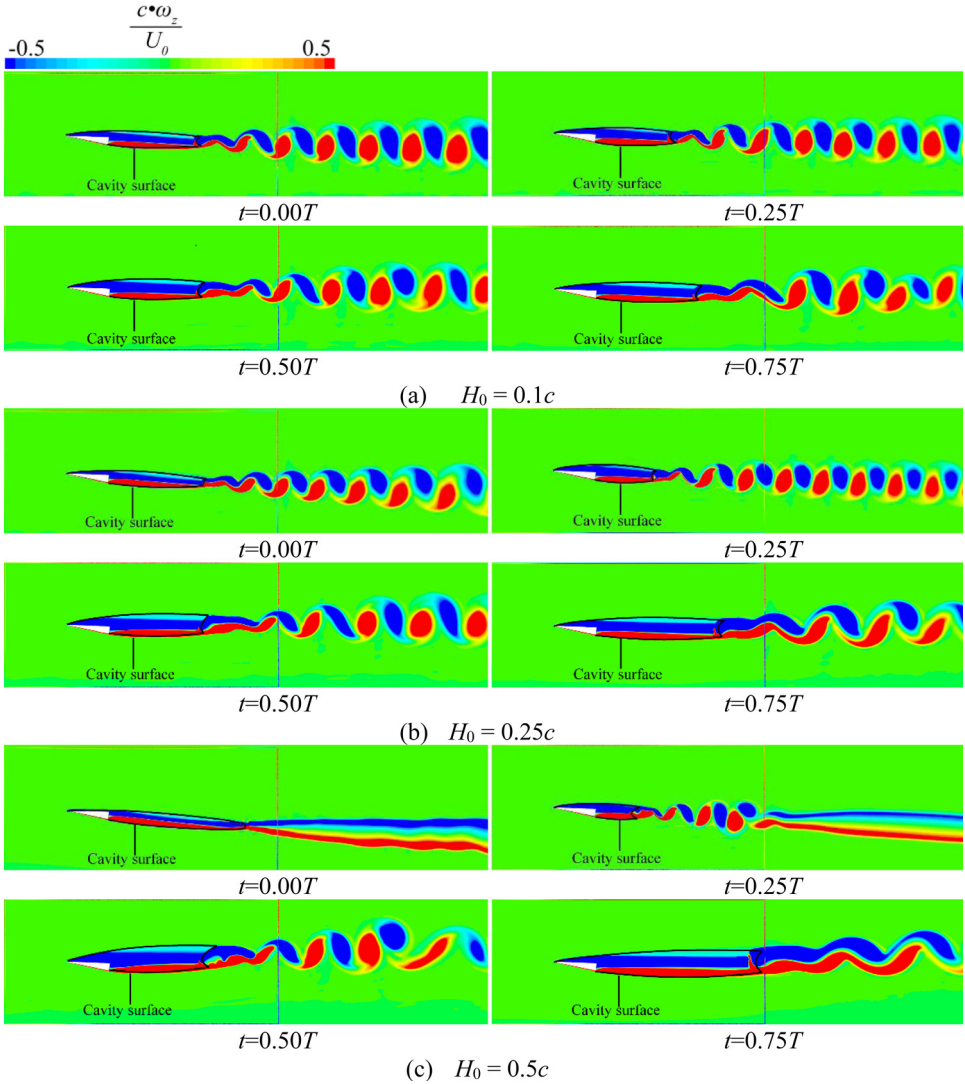 c•ω_z
U_0
-0.5 0.5
Cavity surface Cavity surface
t=0.00T t=0.25T
Cavity surface Cavity surface
t=0.50T t=0.75T
(a) H_0 = 0.1c
Cavity surface Cavity surface
t=0.00T t=0.25T
Cavity surface Cavity surface
t=0.50T t=0.75T
(b) H_0 = 0.25c
Cavity surface Cavity surface
t=0.00T t=0.25T
Cavity surface Cavity surface
t=0.50T t=0.75T
(c) H_0 = 0.5c